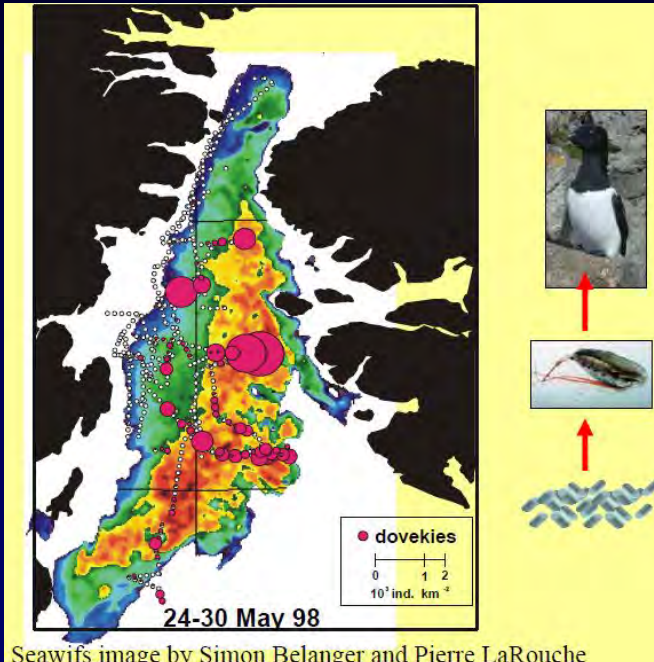 dovekies
0 1 2
10³ ind. km⁻²
24-30 May 98
Seawifs image by Simon Belanger and Pierre LaRouche